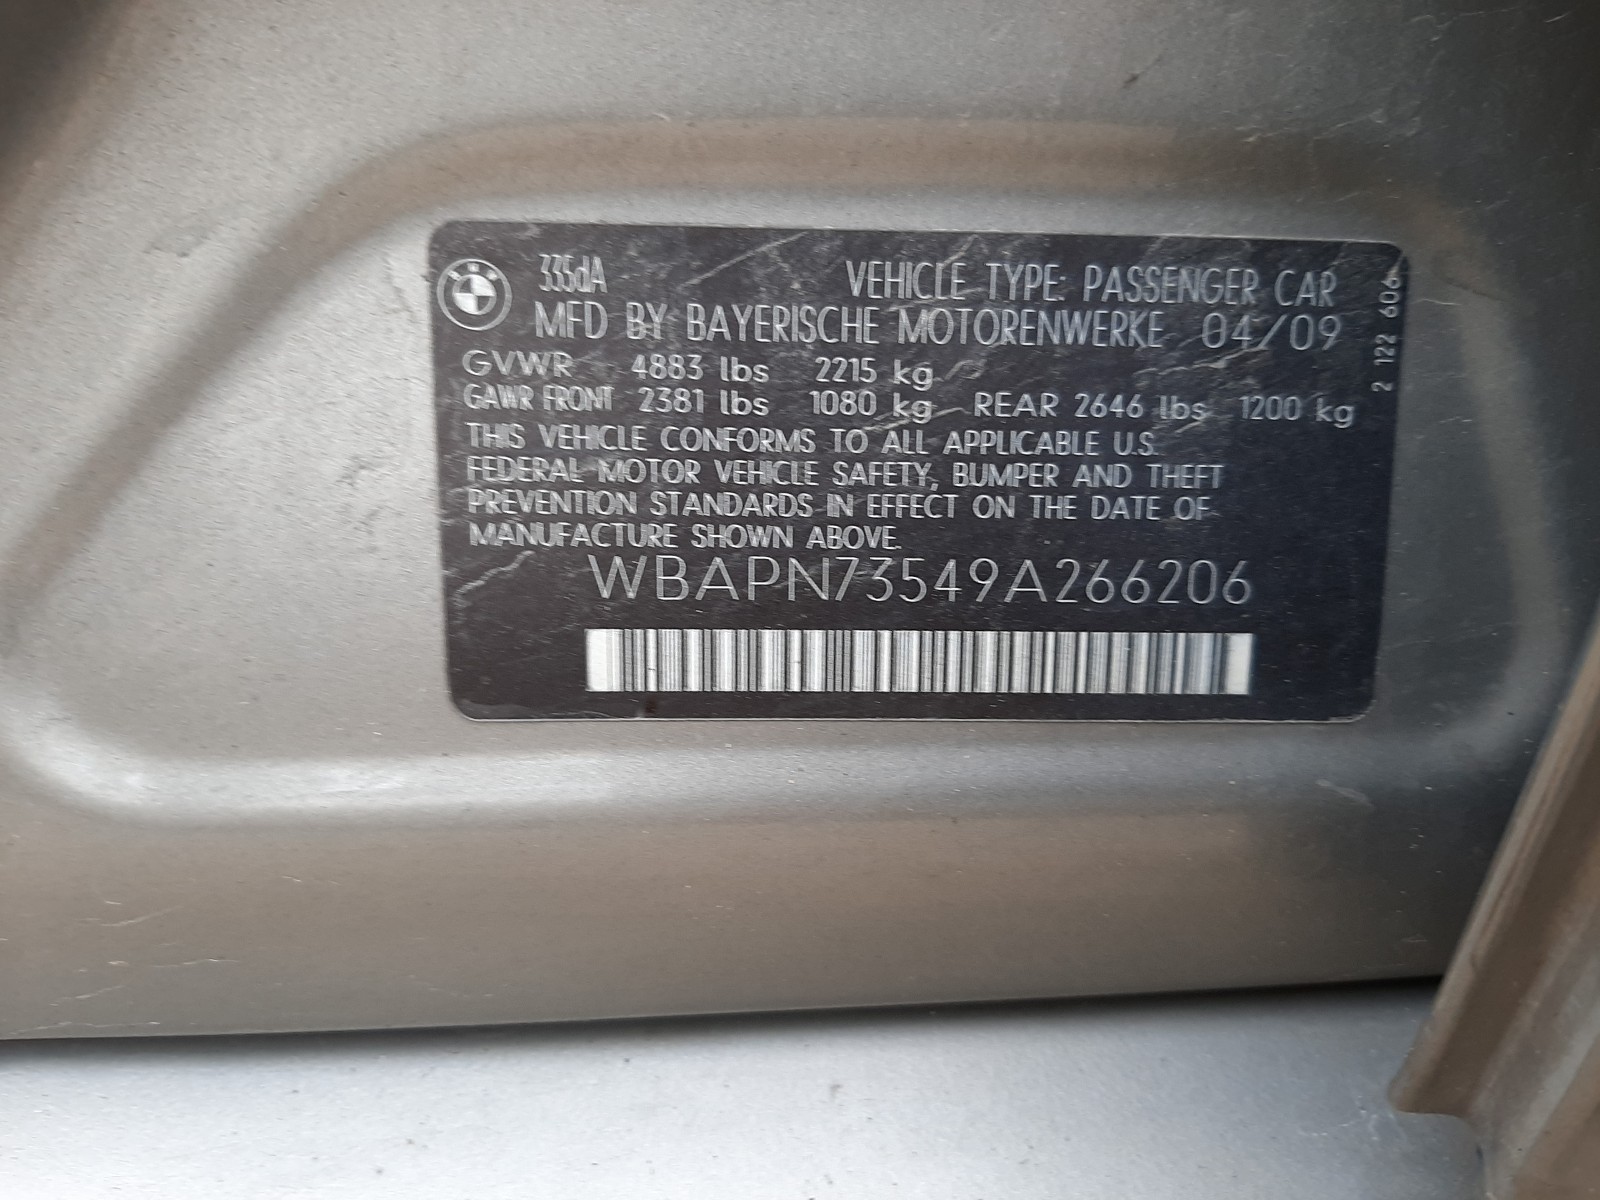 335dA VEHICLE TYPE: PASSENGER CAR
MFD BY BAYERISCHE MOTORENWERKE 04/09
GVWR 4883 lbs 2215 kg
GAWR FRONT 2381 lbs 1080 kg REAR 2646 lbs 1200 kg
THIS VEHICLE CONFORMS TO ALL APPLICABLE U.S.
FEDERAL MOTOR VEHICLE SAFETY, BUMPER AND THEFT
PREVENTION STANDARDS IN EFFECT ON THE DATE OF
MANUFACTURE SHOWN ABOVE.
WBAPN73549A266206
2 122 606